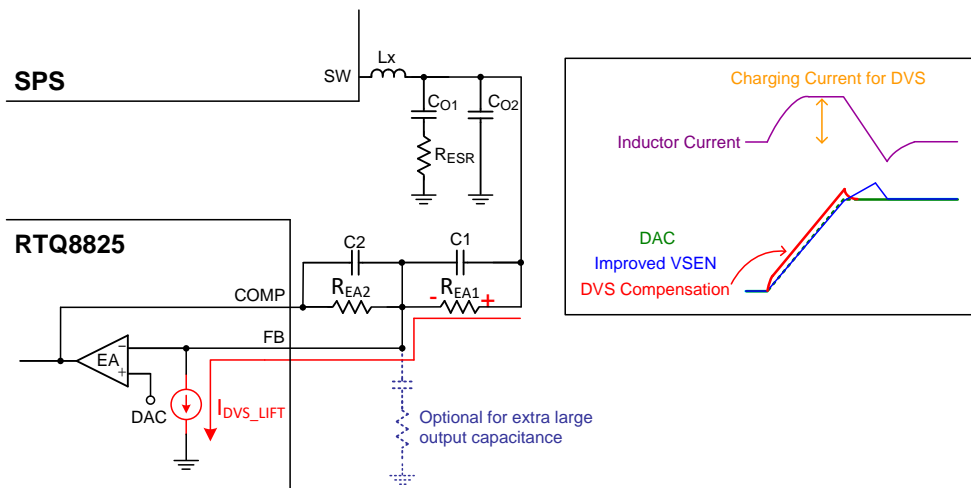 SPS
SW
Lx
CO1
CO2
RESR
RTQ8825
C2
C1
COMP
REA2
- REA1 +
FB
EA
−
+
DAC
IDVS_LIFT
Optional for extra large
output capacitance
Charging Current for DVS
Inductor Current
DAC
Improved VSEN
DVS Compensation